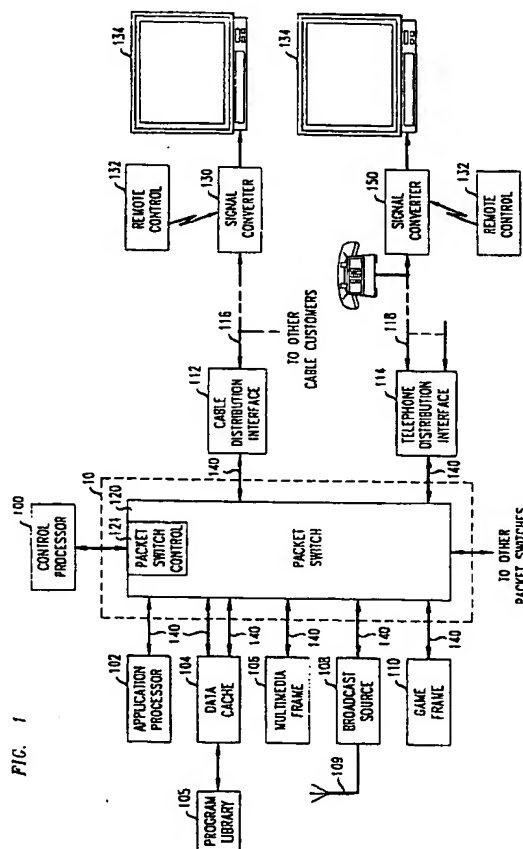 FIG. 1
100
CONTROL
PROCESSOR
10
121
120
PACKET
SWITCH
CONTROL
PACKET
SWITCH
102
APPLICATION
PROCESSOR
140
104
DATA
CACHE
140
140
105
PROGRAM
LIBRARY
106
MULTIMEDIA
FRAME
140
108
BROADCAST
SOURCE
140
109
110
GAME
FRAME
140
TO OTHER
PACKET SWITCHES
140
112
CABLE
DISTRIBUTION
INTERFACE
116
TO OTHER
CABLE CUSTOMERS
140
114
TELEPHONE
DISTRIBUTION
INTERFACE
118
132
REMOTE
CONTROL
130
SIGNAL
CONVERTER
134
150
SIGNAL
CONVERTER
132
REMOTE
CONTROL
134